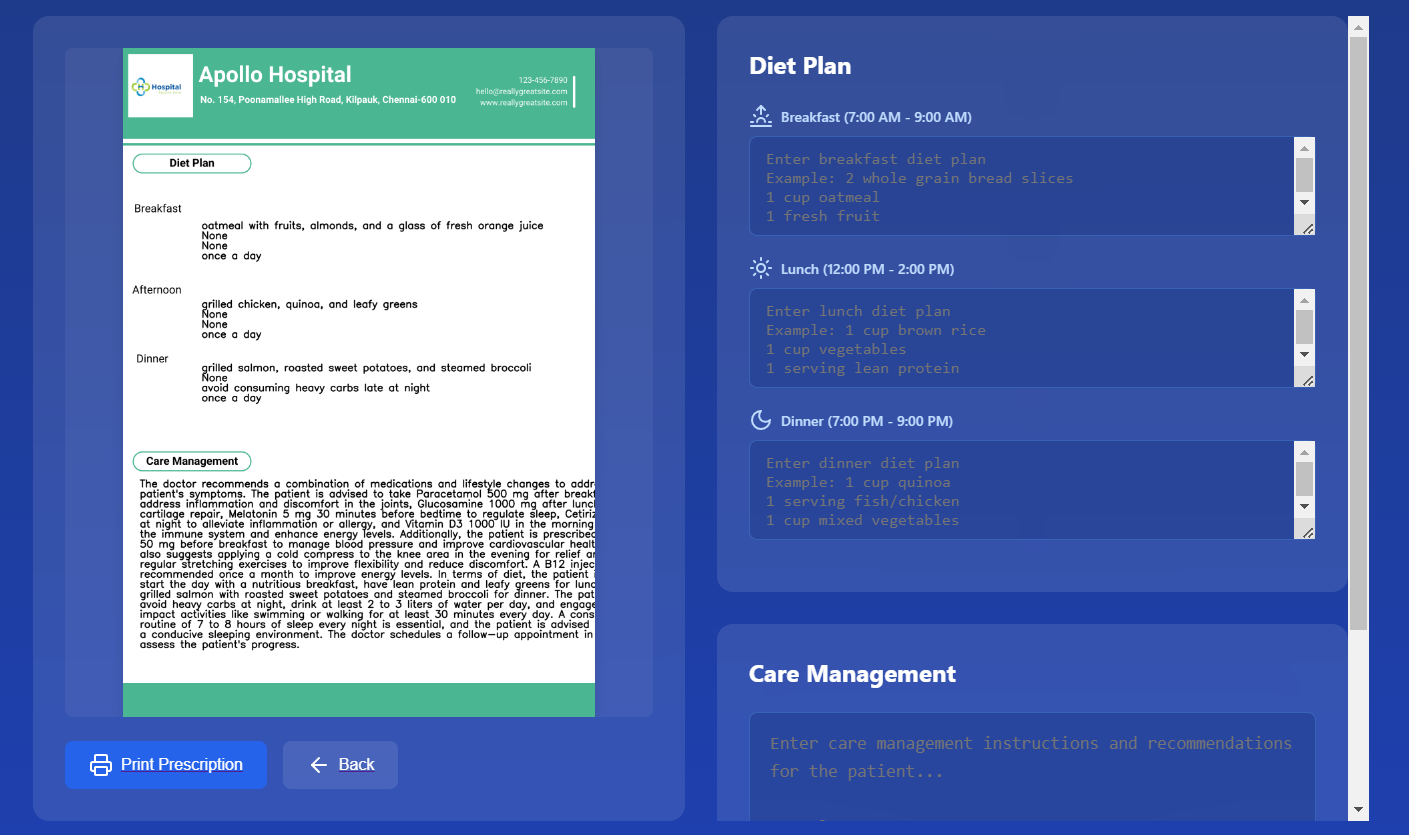 Apollo Hospital
No. 154, Poonamallee High Road, Kilpauk, Chennai-600 010
123-456-7890
hello@reallygreatsite.com
www.reallygreatsite.com
H Hospital
Diet Plan
Breakfast
oatmeal with fruits, almonds, and a glass of fresh orange juice
None
None
once a day
Afternoon
grilled chicken, quinoa, and leafy greens
None
None
once a day
Dinner
grilled salmon, roasted sweet potatoes, and steamed broccoli
None
avoid consuming heavy carbs late at night
once a day
Care Management
The doctor recommends a combination of medications and lifestyle changes to addr
patient's symptoms. The patient is advised to take Paracetamol 500 mg after breakf
address inflammation and discomfort in the joints, Glucosamine 1000 mg after lunc
cartilage repair, Melatonin 5 mg 30 minutes before bedtime to regulate sleep, Cetiriz
at night to alleviate inflammation or allergy, and Vitamin D3 1000 IU in the morning
the immune system and enhance energy levels. Additionally, the patient is prescribed
50 mg before breakfast to manage blood pressure and improve cardiovascular healt
also suggests applying a cold compress to the knee area in the evening for relief an
regular stretching exercises to improve flexibility and reduce discomfort. A B12 injec
recommended once a month to improve energy levels. In terms of diet, the patient i
start the day with a nutritious breakfast, have lean protein and leafy greens for lunc
grilled salmon with roasted sweet potatoes and steamed broccoli for dinner. The pat
avoid heavy carbs at night, drink at least 2 to 3 liters of water per day, and engage
impact activities like swimming or walking for at least 30 minutes every day. A cons
routine of 7 to 8 hours of sleep every night is essential, and the patient is advised
a conducive sleeping environment. The doctor schedules a follow-up appointment in
assess the patient's progress.
Print Prescription
Back
Diet Plan
Breakfast (7:00 AM - 9:00 AM)
Enter breakfast diet plan
Example: 2 whole grain bread slices
1 cup oatmeal
1 fresh fruit
Lunch (12:00 PM - 2:00 PM)
Enter lunch diet plan
Example: 1 cup brown rice
1 cup vegetables
1 serving lean protein
Dinner (7:00 PM - 9:00 PM)
Enter dinner diet plan
Example: 1 cup quinoa
1 serving fish/chicken
1 cup mixed vegetables
Care Management
Enter care management instructions and recommendations
for the patient...